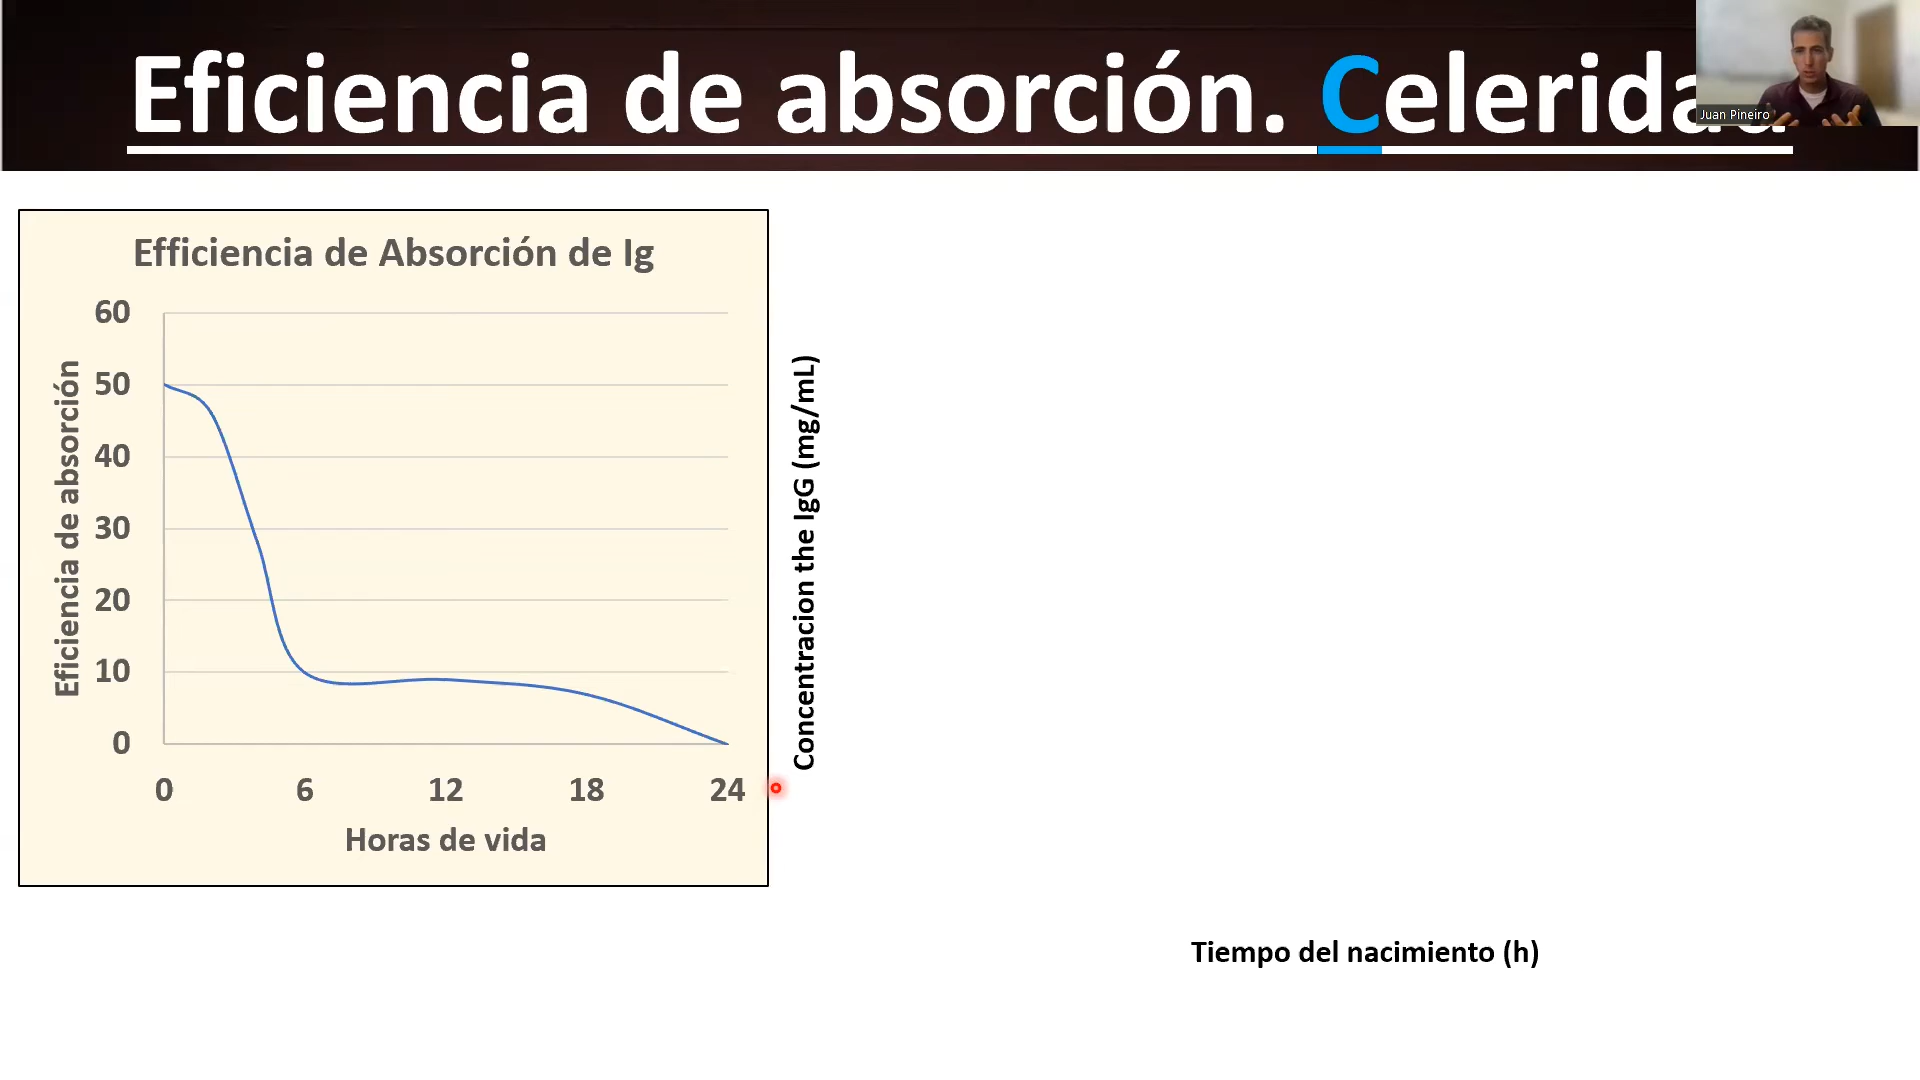 Eficiencia de absorción. Celeridad
Juan Pineiro
Efficiencia de Absorción de Ig
Eficiencia de absorción
60
50
40
30
20
10
0
0 6 12 18 24
Horas de vida
Concentracion the IgG (mg/mL)
Tiempo del nacimiento (h)